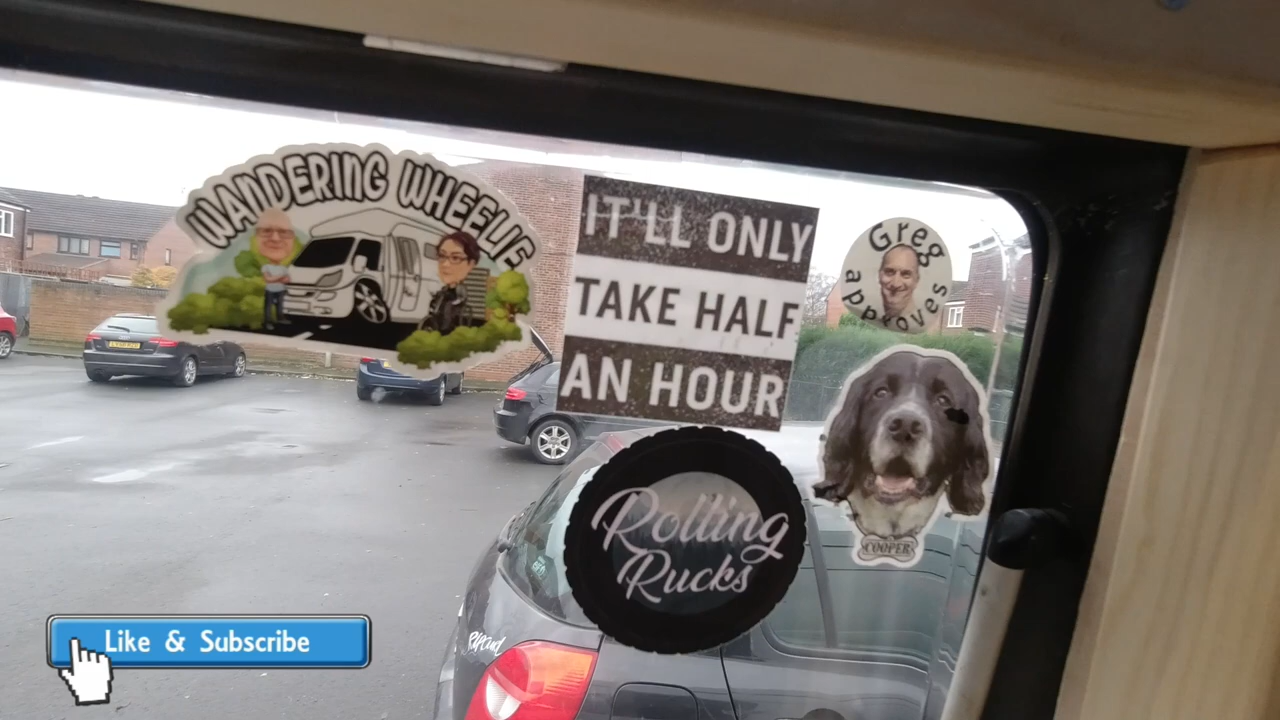 WANDERING WHEELIE
IT'LL ONLY
TAKE HALF
AN HOUR
Greg
approves
COOPER
Rolling
Rucks
Like & Subscribe